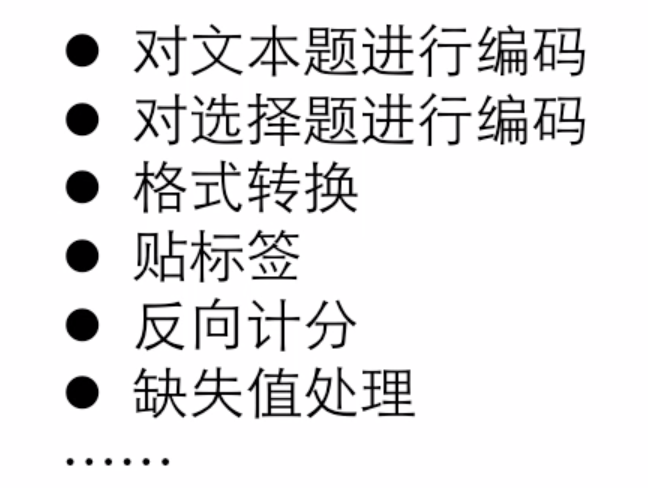 ● 对文本题进行编码
● 对选择题进行编码
● 格式转换
● 贴标签
● 反向计分
● 缺失值处理
……